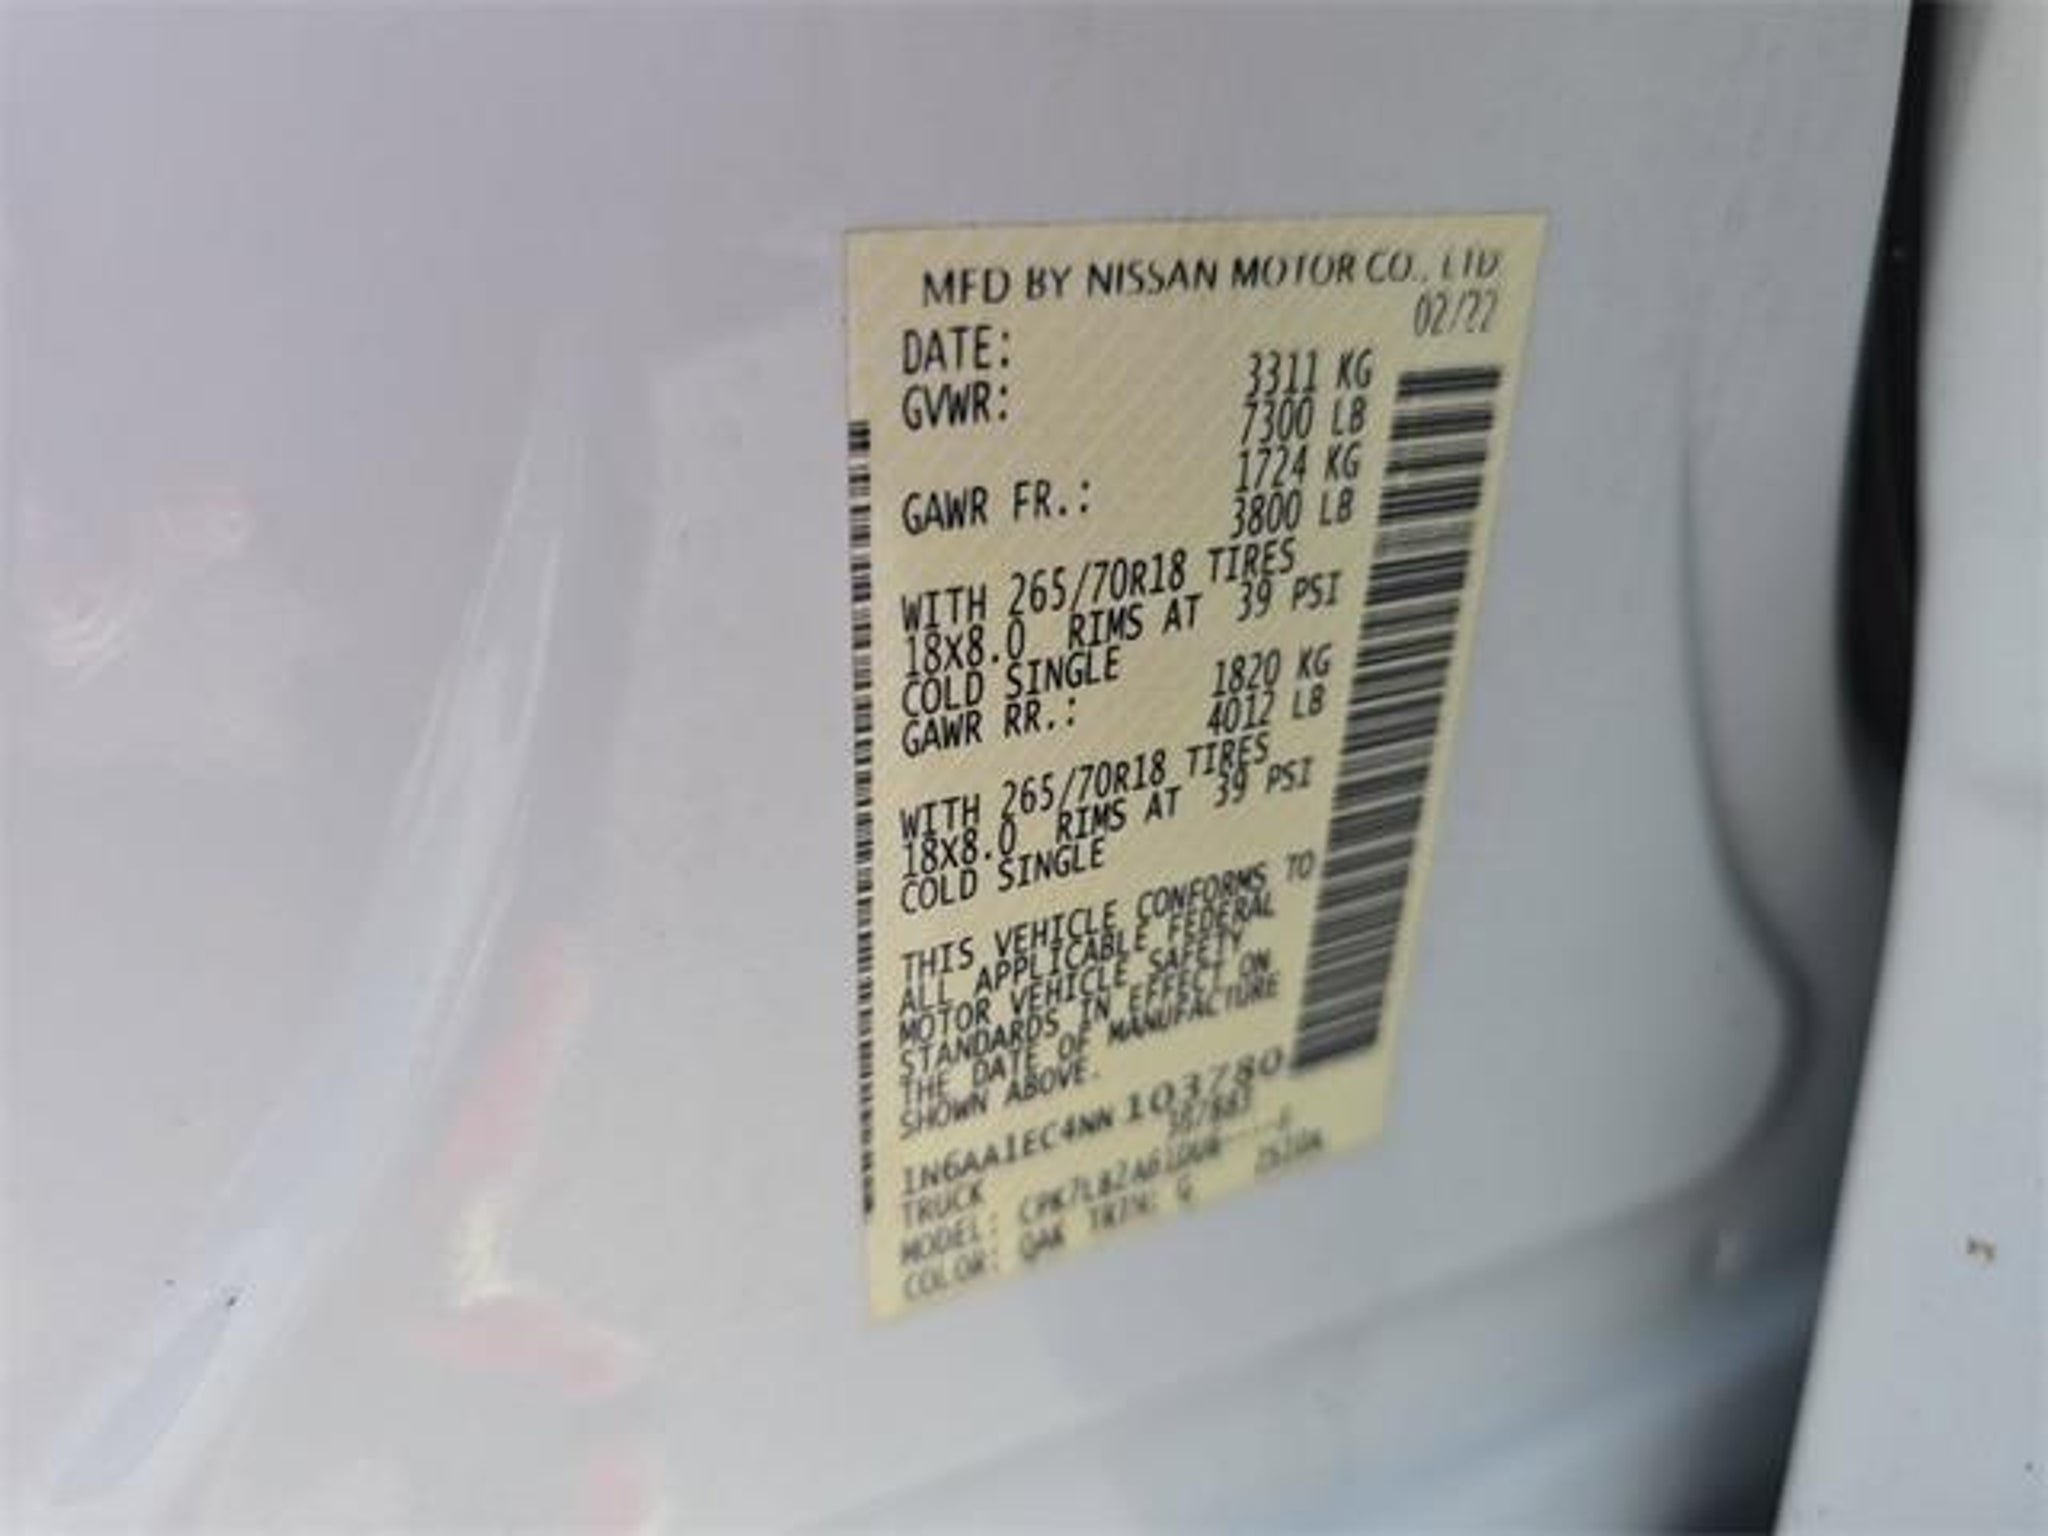 MFD BY NISSAN MOTOR CO., LTD
DATE: 02/22
GVWR: 3311 KG
7300 LB
GAWR FR.: 1724 KG
3800 LB
WITH 265/70R18 TIRES
18X8.0 RIMS AT 39 PSI
COLD SINGLE
GAWR RR.: 1820 KG
4012 LB
WITH 265/70R18 TIRES
18X8.0 RIMS AT 39 PSI
COLD SINGLE
THIS VEHICLE CONFORMS TO
ALL APPLICABLE FEDERAL
MOTOR VEHICLE SAFETY
STANDARDS IN EFFECT ON
THE DATE OF MANUFACTURE
SHOWN ABOVE.
1N6AA1EC4NN 103780
TRUCK
MODEL:
COLOR: QAK TRIM: G